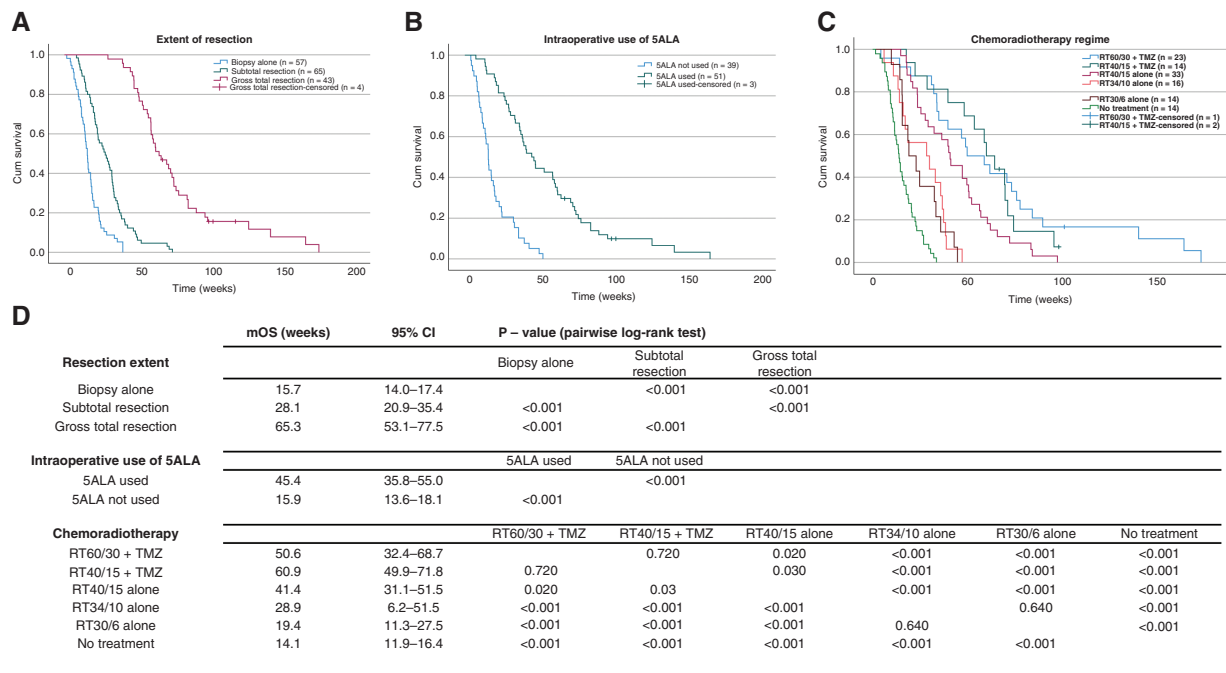 A
Extent of resection
Cum survival
1.0
0.8
0.6
0.4
0.2
0.0
0 50 100 150 200
Time (weeks)
Biopsy alone (n = 57)
Subtotal resection (n = 65)
Gross total resection (n = 43)
Gross total resection-censored (n = 4)
B
Intraoperative use of 5ALA
Cum survival
1.0
0.8
0.6
0.4
0.2
0.0
0 50 100 150 200
Time (weeks)
5ALA not used (n = 39)
5ALA used (n = 51)
5ALA used-censored (n = 3)
C
Chemoradiotherapy regime
Cum survival
1.0
0.8
0.6
0.4
0.2
0.0
0 60 100 150
Time (weeks)
RT60/30 + TMZ (n = 23)
RT40/15 + TMZ (n = 14)
RT40/15 alone (n = 33)
RT34/10 alone (n = 16)
RT30/6 alone (n = 14)
No treatment (n = 14)
RT60/30 + TMZ-censored (n = 1)
RT40/15 + TMZ-censored (n = 2)
D
mOS (weeks) 95% CI P – value (pairwise log-rank test)
Resection extent Biopsy alone Subtotal resection Gross total resection
Biopsy alone 15.7 14.0–17.4 <0.001 <0.001
Subtotal resection 28.1 20.9–35.4 <0.001 <0.001
Gross total resection 65.3 53.1–77.5 <0.001 <0.001
Intraoperative use of 5ALA 5ALA used 5ALA not used
5ALA used 45.4 35.8–55.0 <0.001
5ALA not used 15.9 13.6–18.1 <0.001
Chemoradiotherapy RT60/30 + TMZ RT40/15 + TMZ RT40/15 alone RT34/10 alone RT30/6 alone No treatment
RT60/30 + TMZ 50.6 32.4–68.7 0.720 0.020 <0.001 <0.001 <0.001
RT40/15 + TMZ 60.9 49.9–71.8 0.720 0.030 <0.001 <0.001 <0.001
RT40/15 alone 41.4 31.1–51.5 0.020 0.03 <0.001 <0.001 <0.001
RT34/10 alone 28.9 6.2–51.5 <0.001 <0.001 <0.001 0.640 <0.001
RT30/6 alone 19.4 11.3–27.5 <0.001 <0.001 <0.001 0.640 <0.001
No treatment 14.1 11.9–16.4 <0.001 <0.001 <0.001 <0.001 <0.001